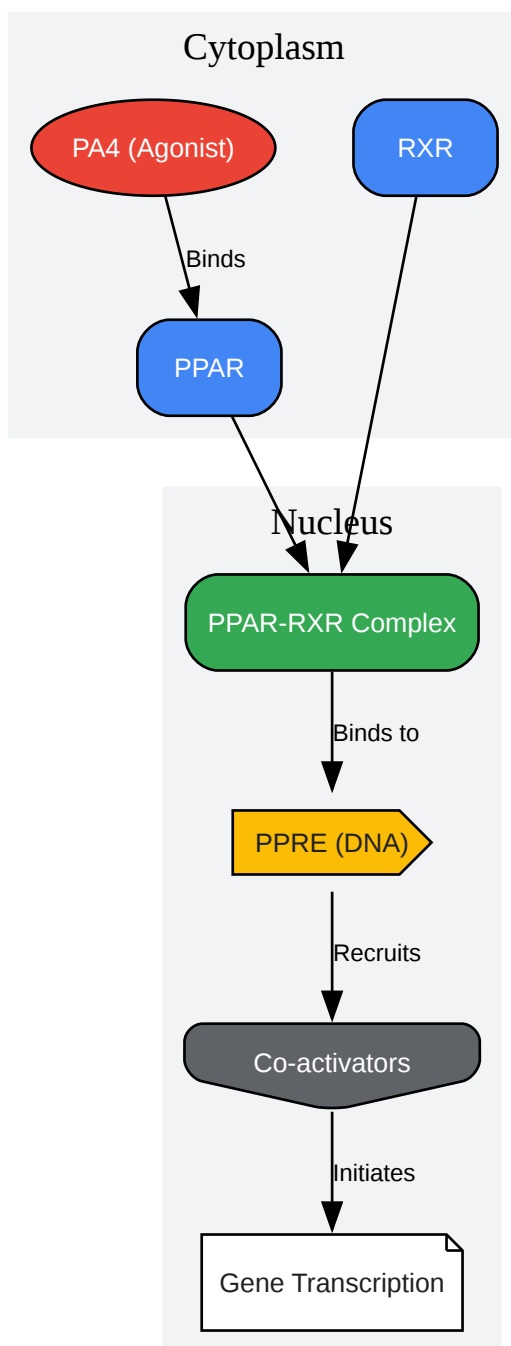 Cytoplasm
PA4 (Agonist)
RXR
Binds
PPAR
Nucleus
PPAR-RXR Complex
Binds to
PPRE (DNA)
Recruits
Co-activators
Initiates
Gene Transcription